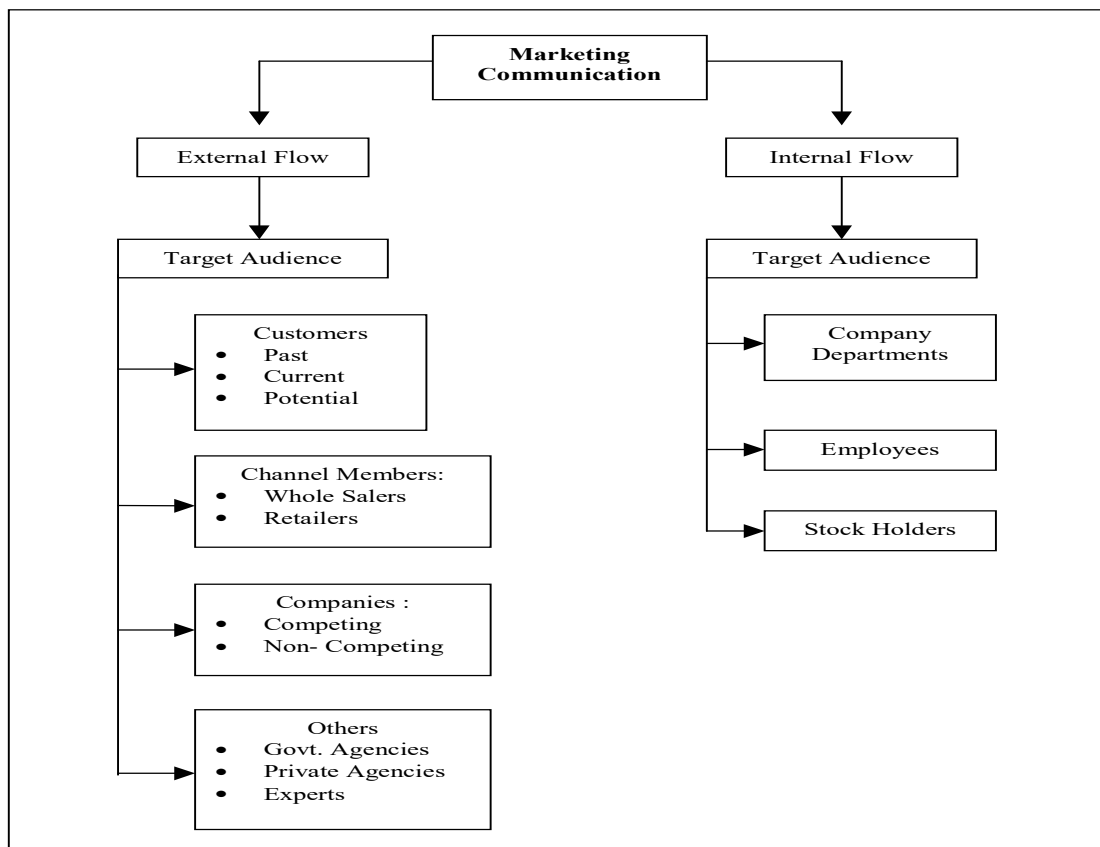 Marketing
Communication
External Flow
Internal Flow
Target Audience
Target Audience
Customers
• Past
• Current
• Potential
Channel Members:
• Whole Salers
• Retailers
Companies :
• Competing
• Non- Competing
Others
• Govt. Agencies
• Private Agencies
• Experts
Company
Departments
Employees
Stock Holders